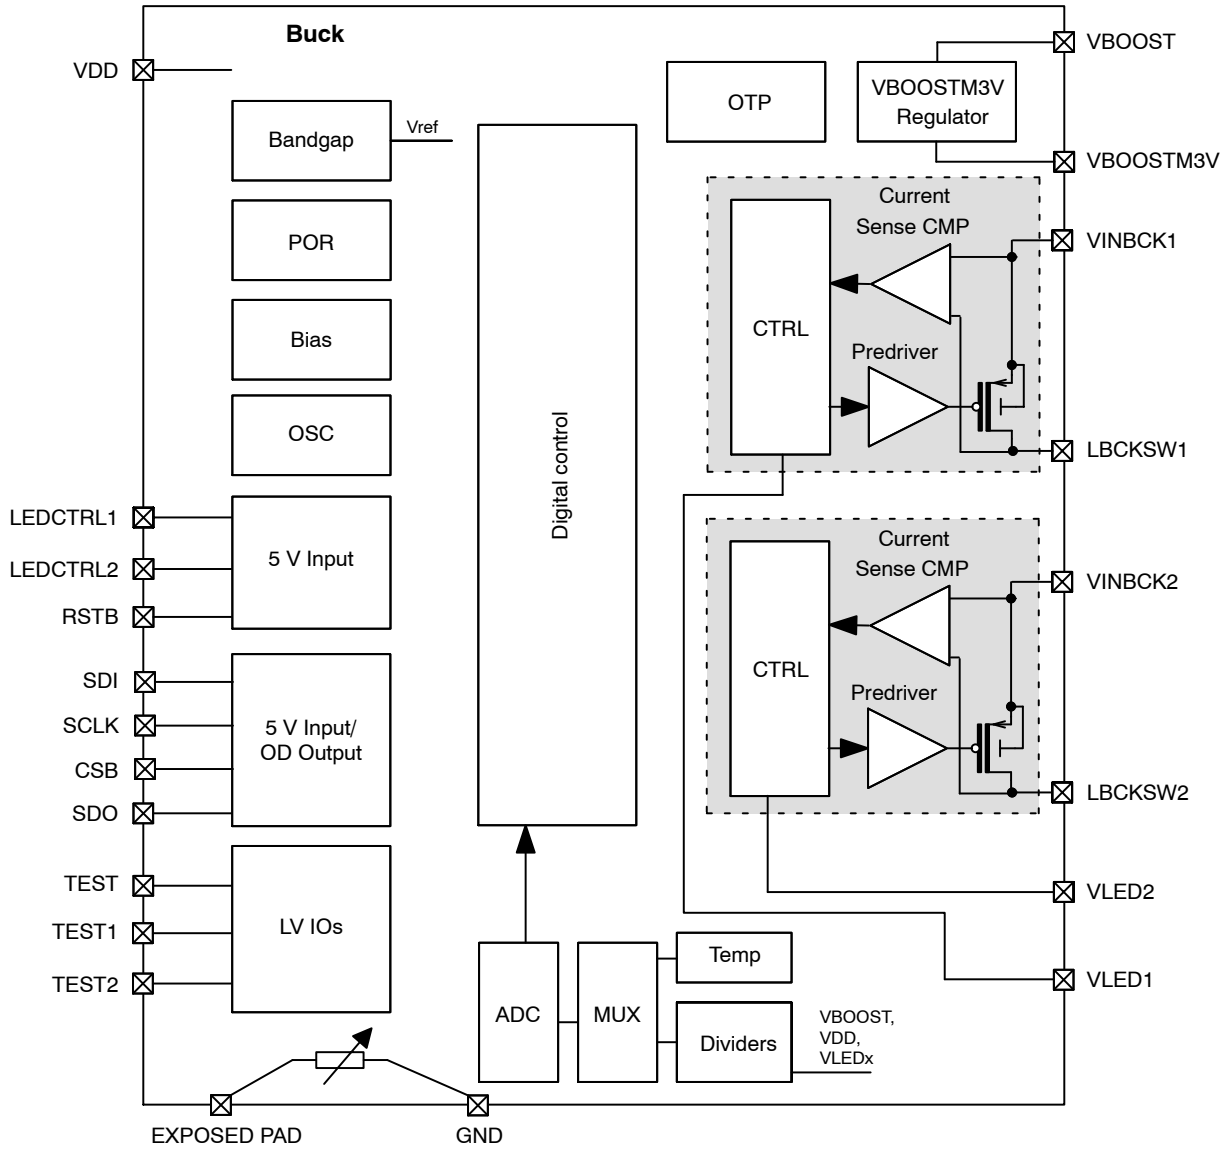 Buck
VDD
VBOOST
VBOOSTM3V
Regulator
OTP
Bandgap
Vref
VBOOSTM3V
Current
Sense CMP
POR
VINBCK1
CTRL
Bias
Predriver
OSC
Digital control
LBCKSW1
LEDCTRL1
5 V Input
LEDCTRL2
RSTB
Current
Sense CMP
VINBCK2
CTRL
SDI
Predriver
SCLK
5 V Input/
OD Output
CSB
SDO
LBCKSW2
TEST
VLED2
TEST1
LV IOs
TEST2
Temp
VLED1
ADC
MUX
Dividers
VBOOST,
VDD,
VLEDx
EXPOSED PAD
GND